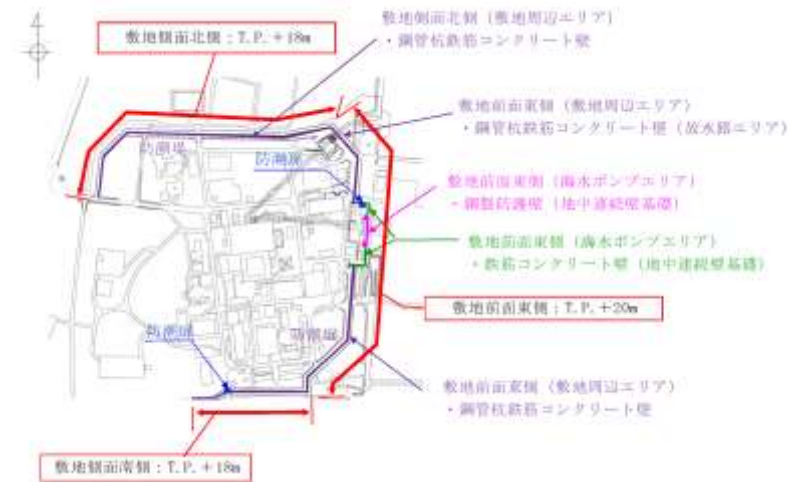 敷地側面北側（敷地周辺エリア）
・鋼管杭鉄筋コンクリート壁
敷地側面北側：T.P.＋18m
敷地前面東側（敷地周辺エリア）
・鋼管杭鉄筋コンクリート壁（放水路エリア）
防潮堤
防潮扉
敷地前面東側（海水ポンプエリア）
・鋼製防護壁（地中連続壁基礎）
敷地前面東側（海水ポンプエリア）
・鉄筋コンクリート壁（地中連続壁基礎）
敷地前面東側：T.P.＋20m
防潮扉
防潮堤
敷地前面東側（敷地周辺エリア）
・鋼管杭鉄筋コンクリート壁
敷地側面南側：T.P.＋18m